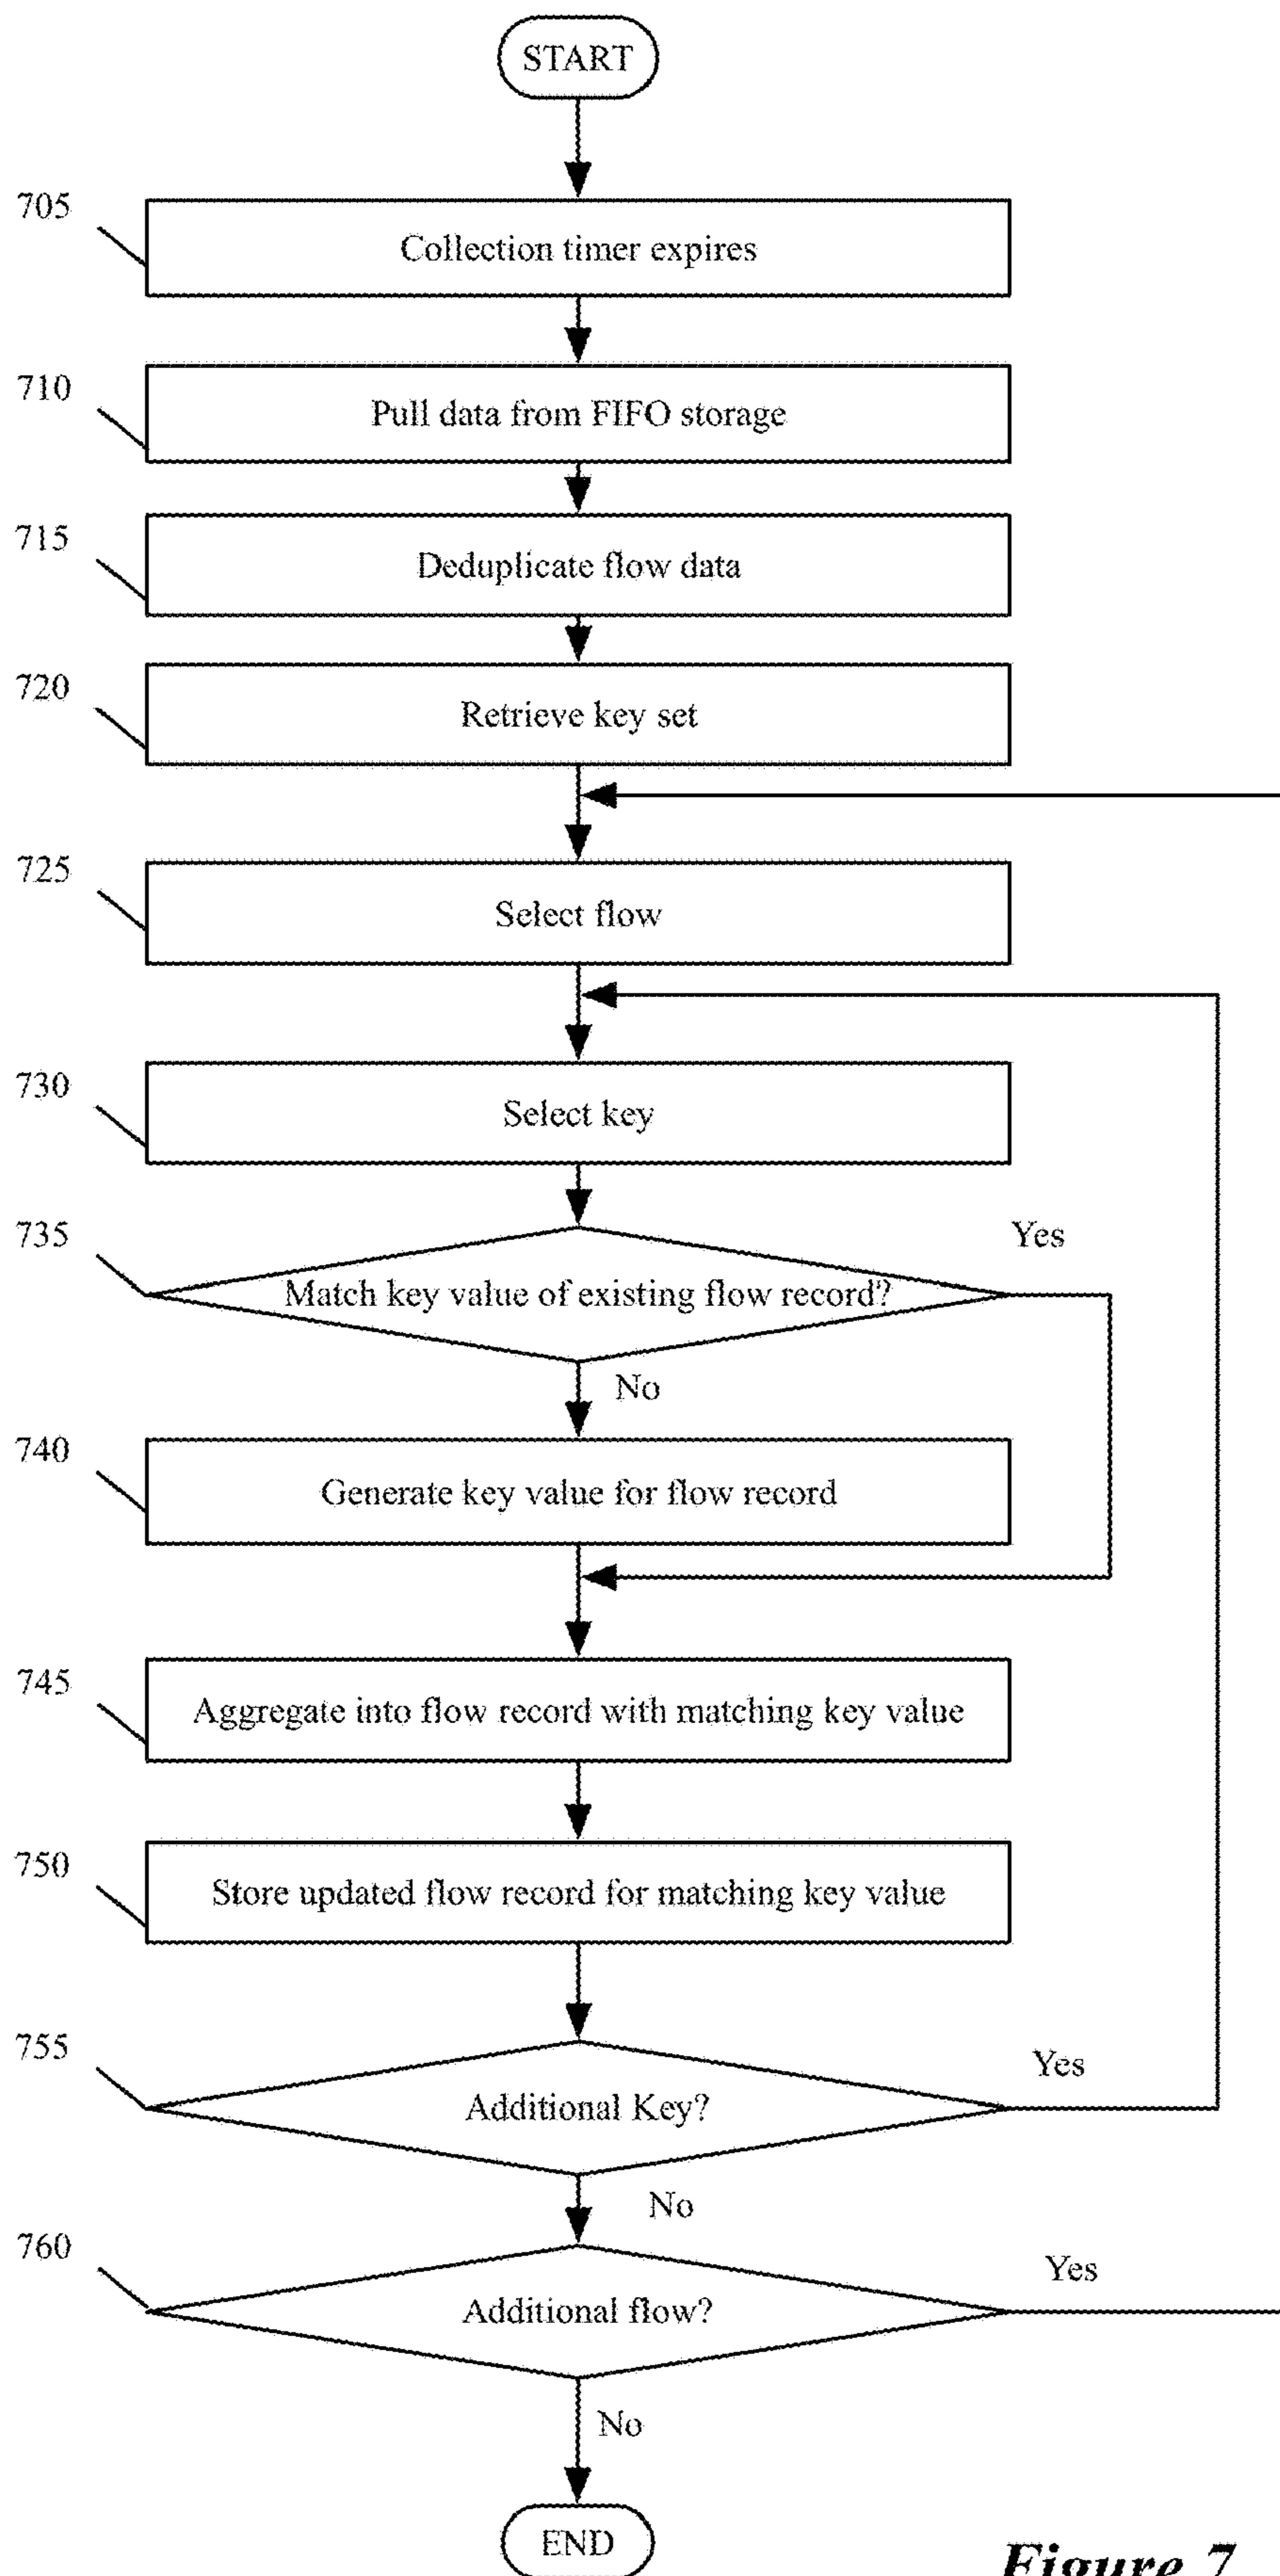 START
705
Collection timer expires
710
Pull data from FIFO storage
715
Deduplicate flow data
720
Retrieve key set
725
Select flow
730
Select key
735
Match key value of existing flow record?
Yes
No
740
Generate key value for flow record
745
Aggregate into flow record with matching key value
750
Store updated flow record for matching key value
755
Additional Key?
Yes
No
760
Additional flow?
Yes
No
END
Figure 7